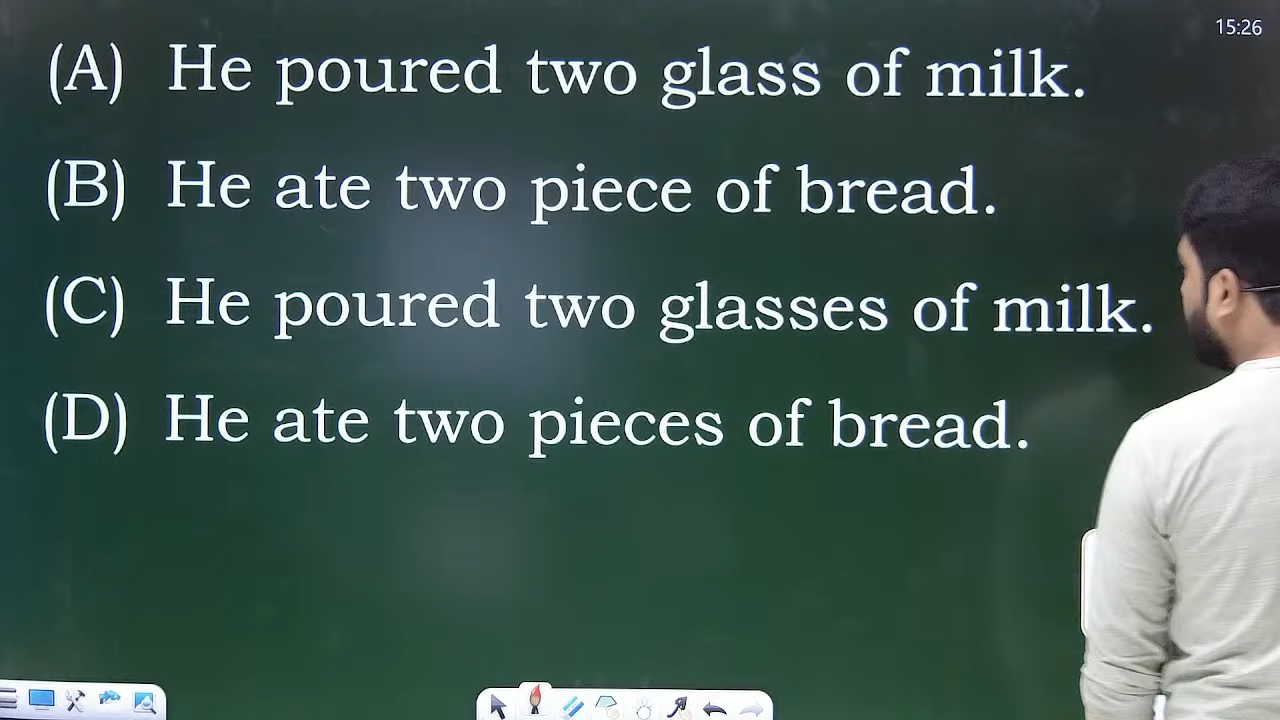 15:26
(A) He poured two glass of milk.
(B) He ate two piece of bread.
(C) He poured two glasses of milk.
(D) He ate two pieces of bread.